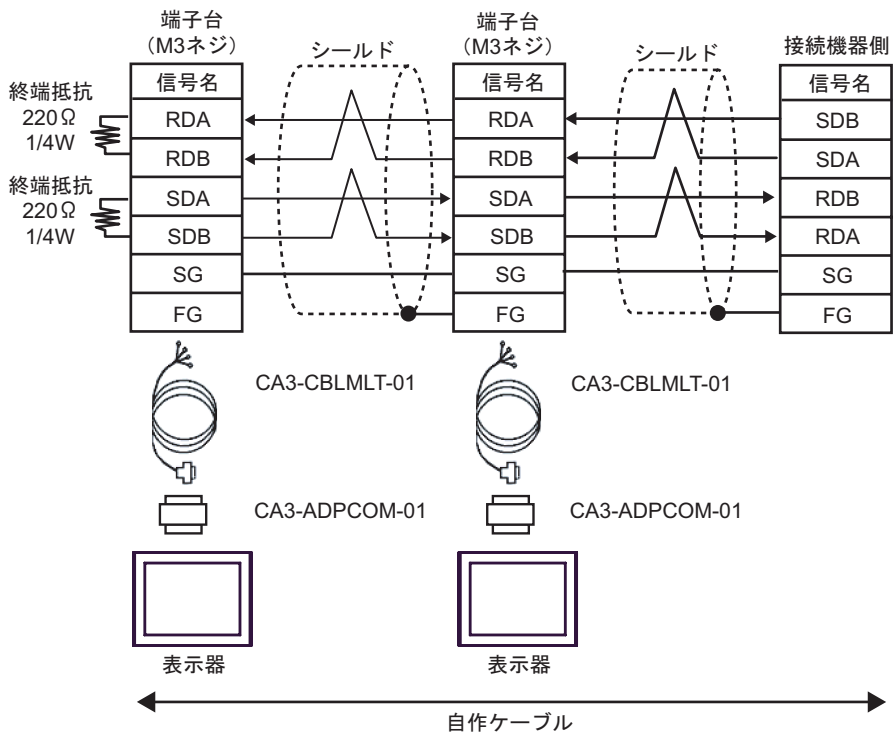 端子台
（M3ネジ）
シールド
端子台
（M3ネジ）
シールド
接続機器側
終端抵抗
220Ω
1/4W
終端抵抗
220Ω
1/4W
信号名
RDA
RDB
SDA
SDB
SG
FG
信号名
RDA
RDB
SDA
SDB
SG
FG
信号名
SDB
SDA
RDB
RDA
SG
FG
CA3-CBLMLT-01
CA3-CBLMLT-01
CA3-ADPCOM-01
CA3-ADPCOM-01
表示器
表示器
自作ケーブル